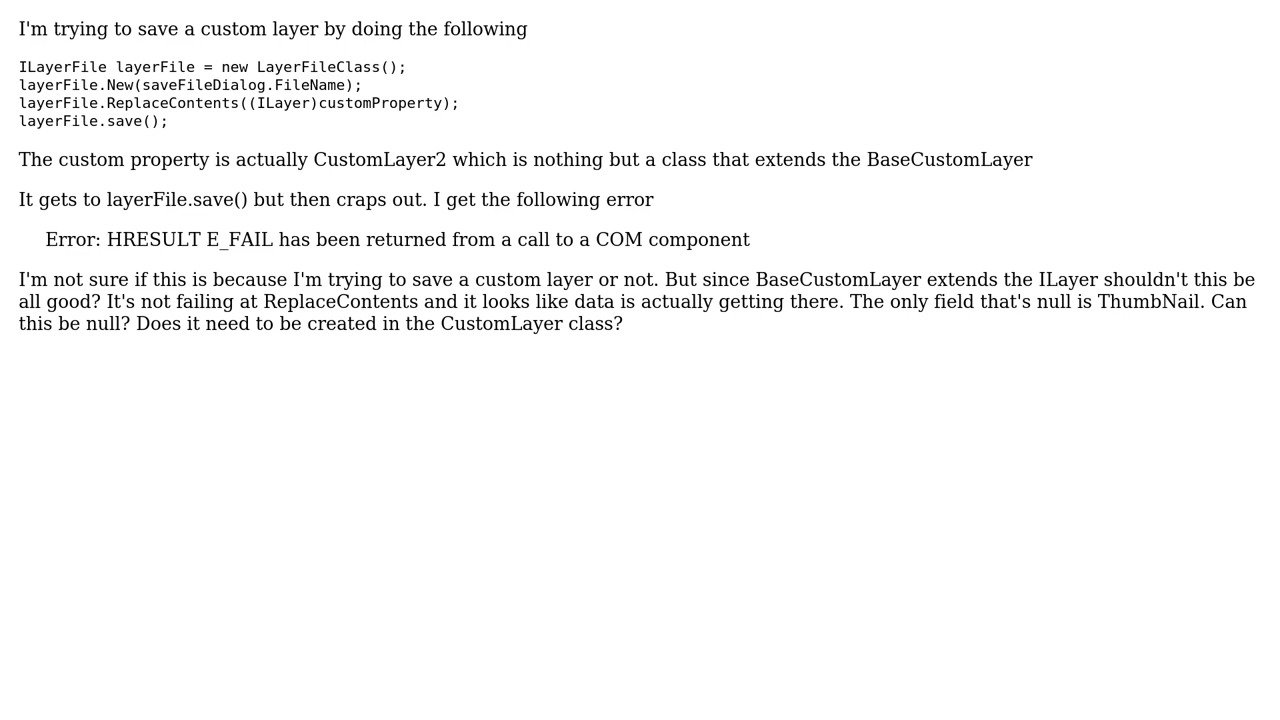 I'm trying to save a custom layer by doing the following
ILayerFile layerFile = new LayerFileClass();
layerFile.New(saveFileDialog.FileName);
layerFile.ReplaceContents((ILayer)customProperty);
layerFile.save();
The custom property is actually CustomLayer2 which is nothing but a class that extends the BaseCustomLayer
It gets to layerFile.save() but then craps out. I get the following error
Error: HRESULT E_FAIL has been returned from a call to a COM component
I'm not sure if this is because I'm trying to save a custom layer or not. But since BaseCustomLayer extends the ILayer shouldn't this be
all good? It's not failing at ReplaceContents and it looks like data is actually getting there. The only field that's null is ThumbNail. Can
this be null? Does it need to be created in the CustomLayer class?